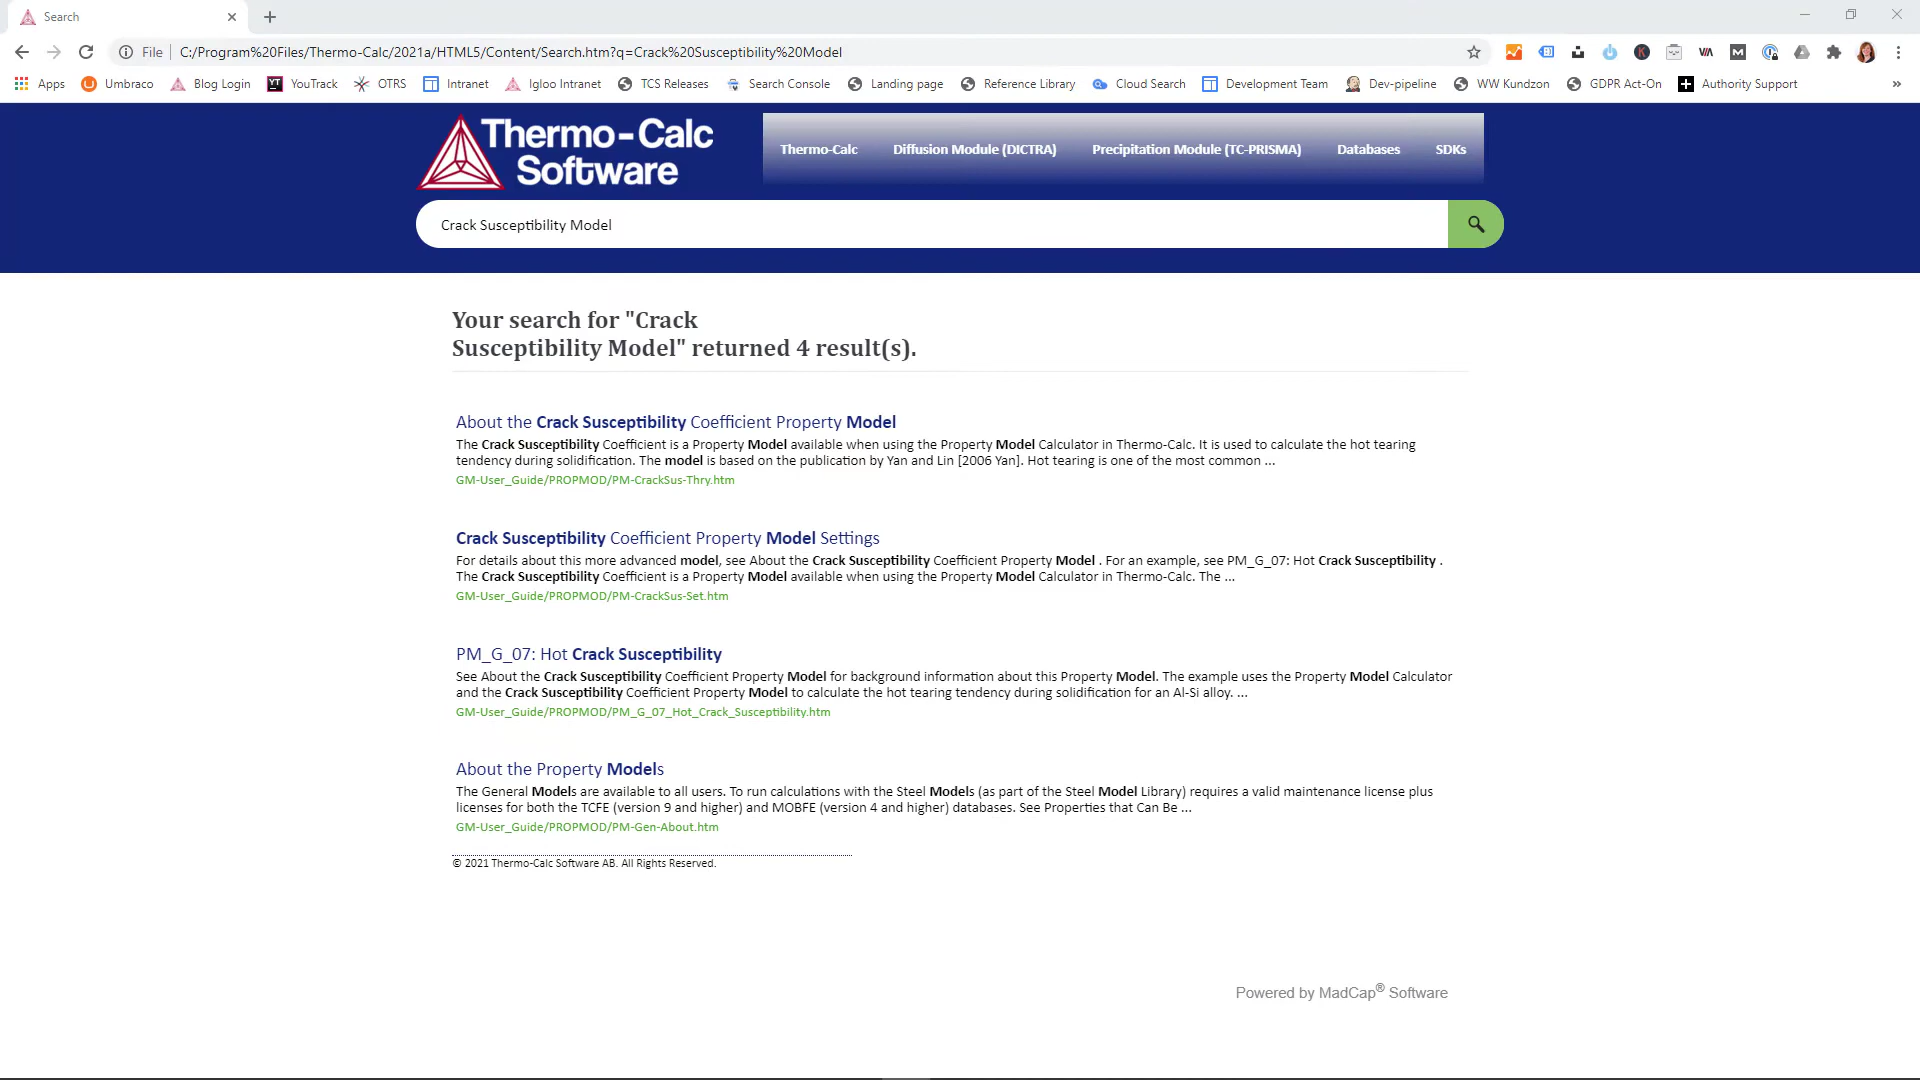 Search
File
C:/Program%20Files/Thermo-Calc/2021a/HTML5/Content/Search.htm?q=Crack%20Susceptibility%20Model
Apps Umbraco Blog Login YouTrack OTRS Intranet Igloo Intranet TCS Releases Search Console Landing page Reference Library Cloud Search Development Team Dev-pipeline WW Kundzon GDPR Act-On Authority Support »
Thermo-Calc
Software
Thermo-Calc Diffusion Module (DICTRA) Precipitation Module (TC-PRISMA) Databases SDKs
Crack Susceptibility Model
Your search for "Crack
Susceptibility Model" returned 4 result(s).
About the Crack Susceptibility Coefficient Property Model
The Crack Susceptibility Coefficient is a Property Model available when using the Property Model Calculator in Thermo-Calc. It is used to calculate the hot tearing
tendency during solidification. The model is based on the publication by Yan and Lin [2006 Yan]. Hot tearing is one of the most common ...
GM-User_Guide/PROPMOD/PM-CrackSus-Thry.htm
Crack Susceptibility Coefficient Property Model Settings
For details about this more advanced model, see About the Crack Susceptibility Coefficient Property Model . For an example, see PM_G_07: Hot Crack Susceptibility .
The Crack Susceptibility Coefficient is a Property Model available when using the Property Model Calculator in Thermo-Calc. The ...
GM-User_Guide/PROPMOD/PM-CrackSus-Set.htm
PM_G_07: Hot Crack Susceptibility
See About the Crack Susceptibility Coefficient Property Model for background information about this Property Model. The example uses the Property Model Calculator
and the Crack Susceptibility Coefficient Property Model to calculate the hot tearing tendency during solidification for an Al-Si alloy. ...
GM-User_Guide/PROPMOD/PM_G_07_Hot_Crack_Susceptibility.htm
About the Property Models
The General Models are available to all users. To run calculations with the Steel Models (as part of the Steel Model Library) requires a valid maintenance license plus
licenses for both the TCFE (version 9 and higher) and MOBFE (version 4 and higher) databases. See Properties that Can Be ...
GM-User_Guide/PROPMOD/PM-Gen-About.htm
© 2021 Thermo-Calc Software AB. All Rights Reserved.
Powered by MadCap® Software